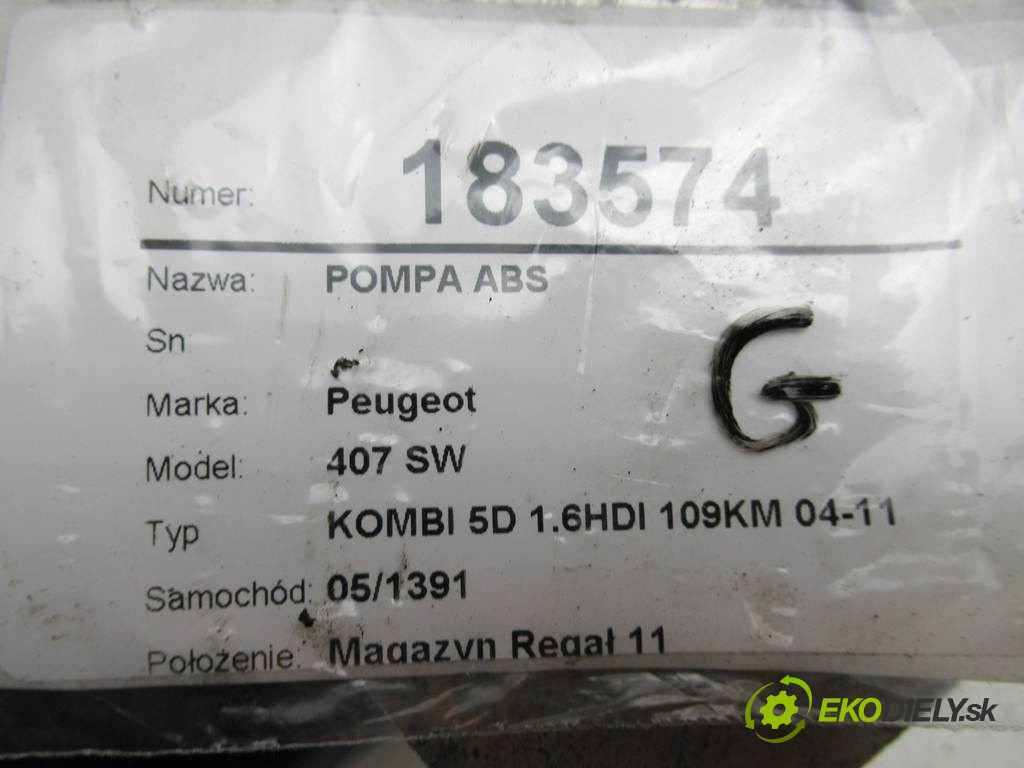 Numer: 183574
Nazwa: POMPA ABS
Sn
Marka: Peugeot
Model: 407 SW
Typ KOMBI 5D 1.6HDI 109KM 04-11
Samochód: 05/1391
Położenie: Magazyn Regał 11
G
EKODIELY.sk